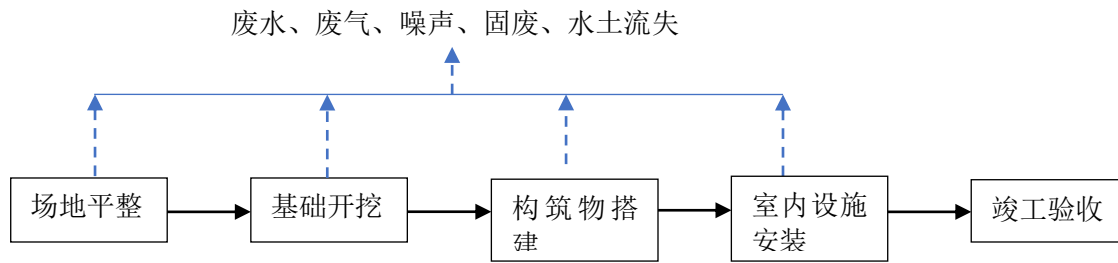 废水、废气、噪声、固废、水土流失
场地平整
基础开挖
构筑物搭
建
室内设施
安装
竣工验收